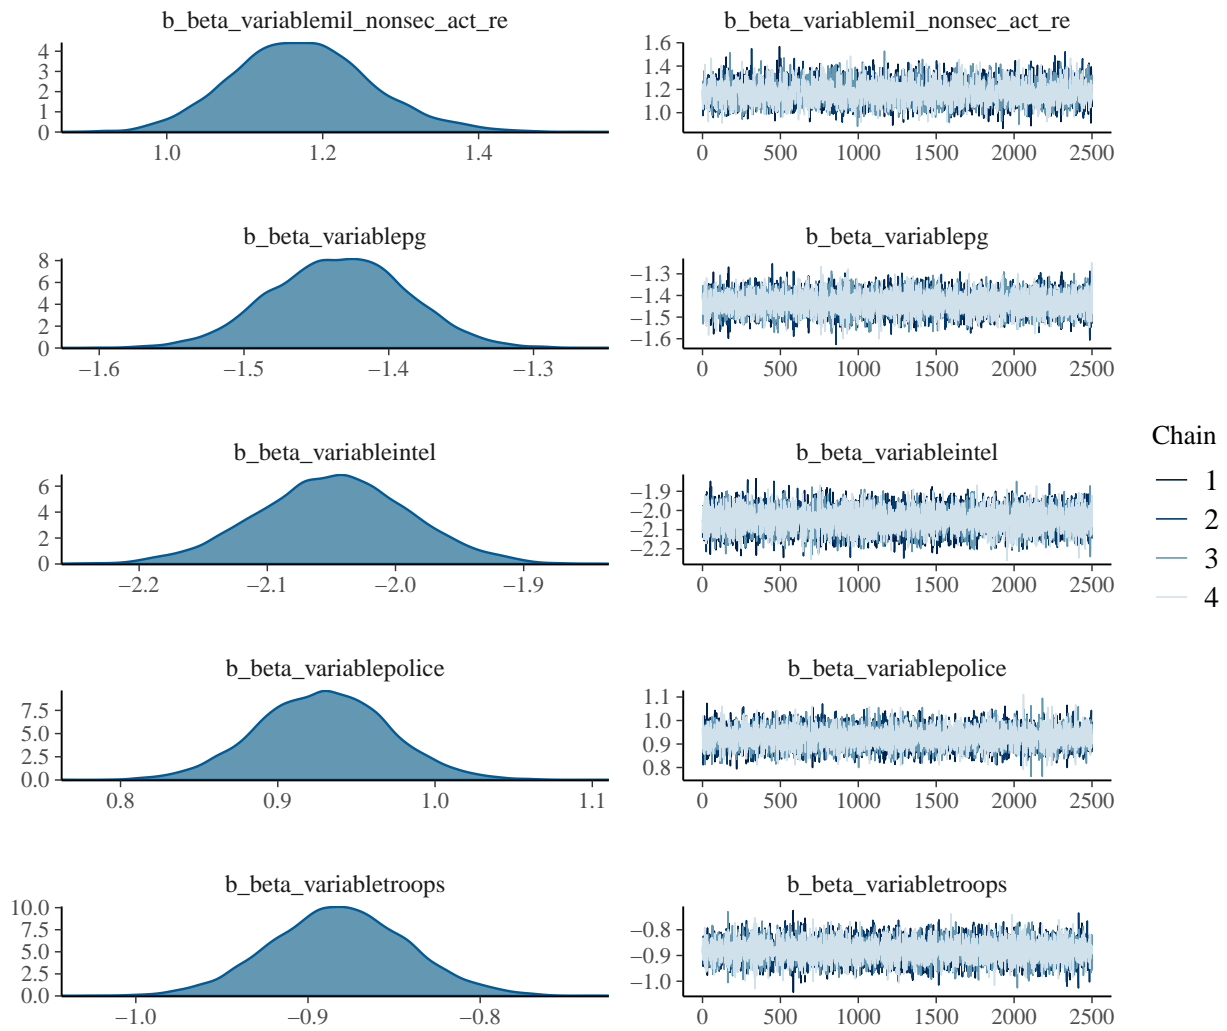 b_beta_variablemil_nonsec_act_re
4
3
2
1
0
1.0 1.2 1.4
b_beta_variablemil_nonsec_act_re
1.6
1.4
1.2
1.0
0 500 1000 1500 2000 2500
b_beta_variablepg
8
6
4
2
0
−1.6 −1.5 −1.4 −1.3
b_beta_variablepg
−1.3
−1.4
−1.5
−1.6
0 500 1000 1500 2000 2500
b_beta_variableintel
6
4
2
0
−2.2 −2.1 −2.0 −1.9
b_beta_variableintel
−1.9
−2.0
−2.1
−2.2
0 500 1000 1500 2000 2500
b_beta_variablepolice
7.5
5.0
2.5
0.0
0.8 0.9 1.0 1.1
b_beta_variablepolice
1.1
1.0
0.9
0.8
0 500 1000 1500 2000 2500
b_beta_variabletroops
10.0
7.5
5.0
2.5
0.0
−1.0 −0.9 −0.8
b_beta_variabletroops
−0.8
−0.9
−1.0
0 500 1000 1500 2000 2500
Chain
1
2
3
4